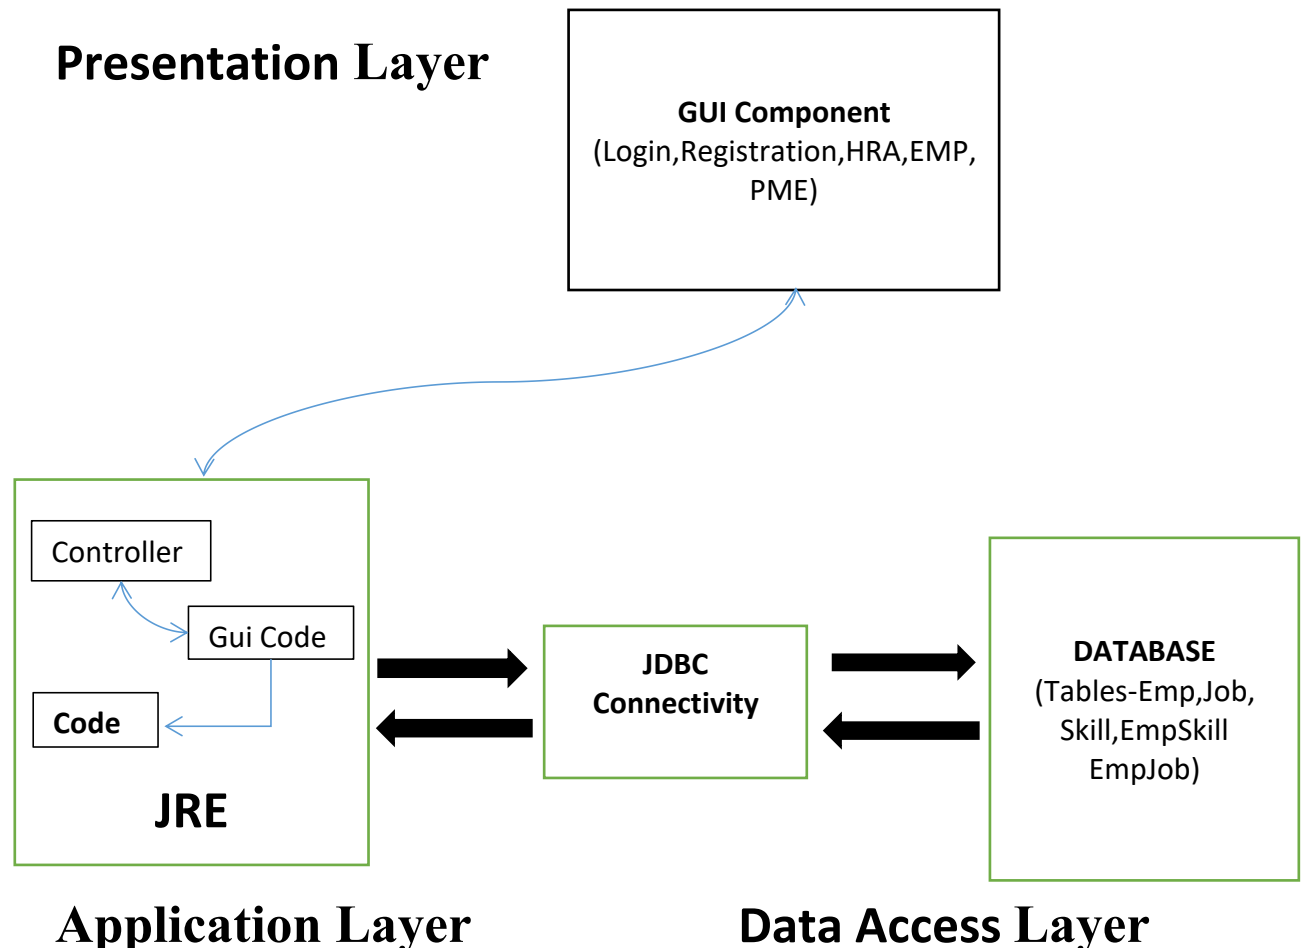 Presentation Layer
GUI Component
(Login,Registration,HRA,EMP,
PME)
Controller
Gui Code
Code
JRE
JDBC
Connectivity
DATABASE
(Tables-Emp,Job,
Skill,EmpSkill
EmpJob)
Application Layer
Data Access Layer